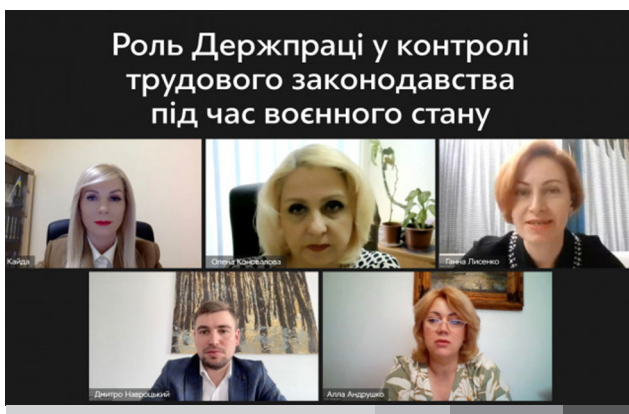 Роль Держпраці у контролі
трудового законодавства
під час воєнного стану
Кайда
Олена Коновалова
Ганна Лисенко
Дмитро Навроцький
Алла Андрушко